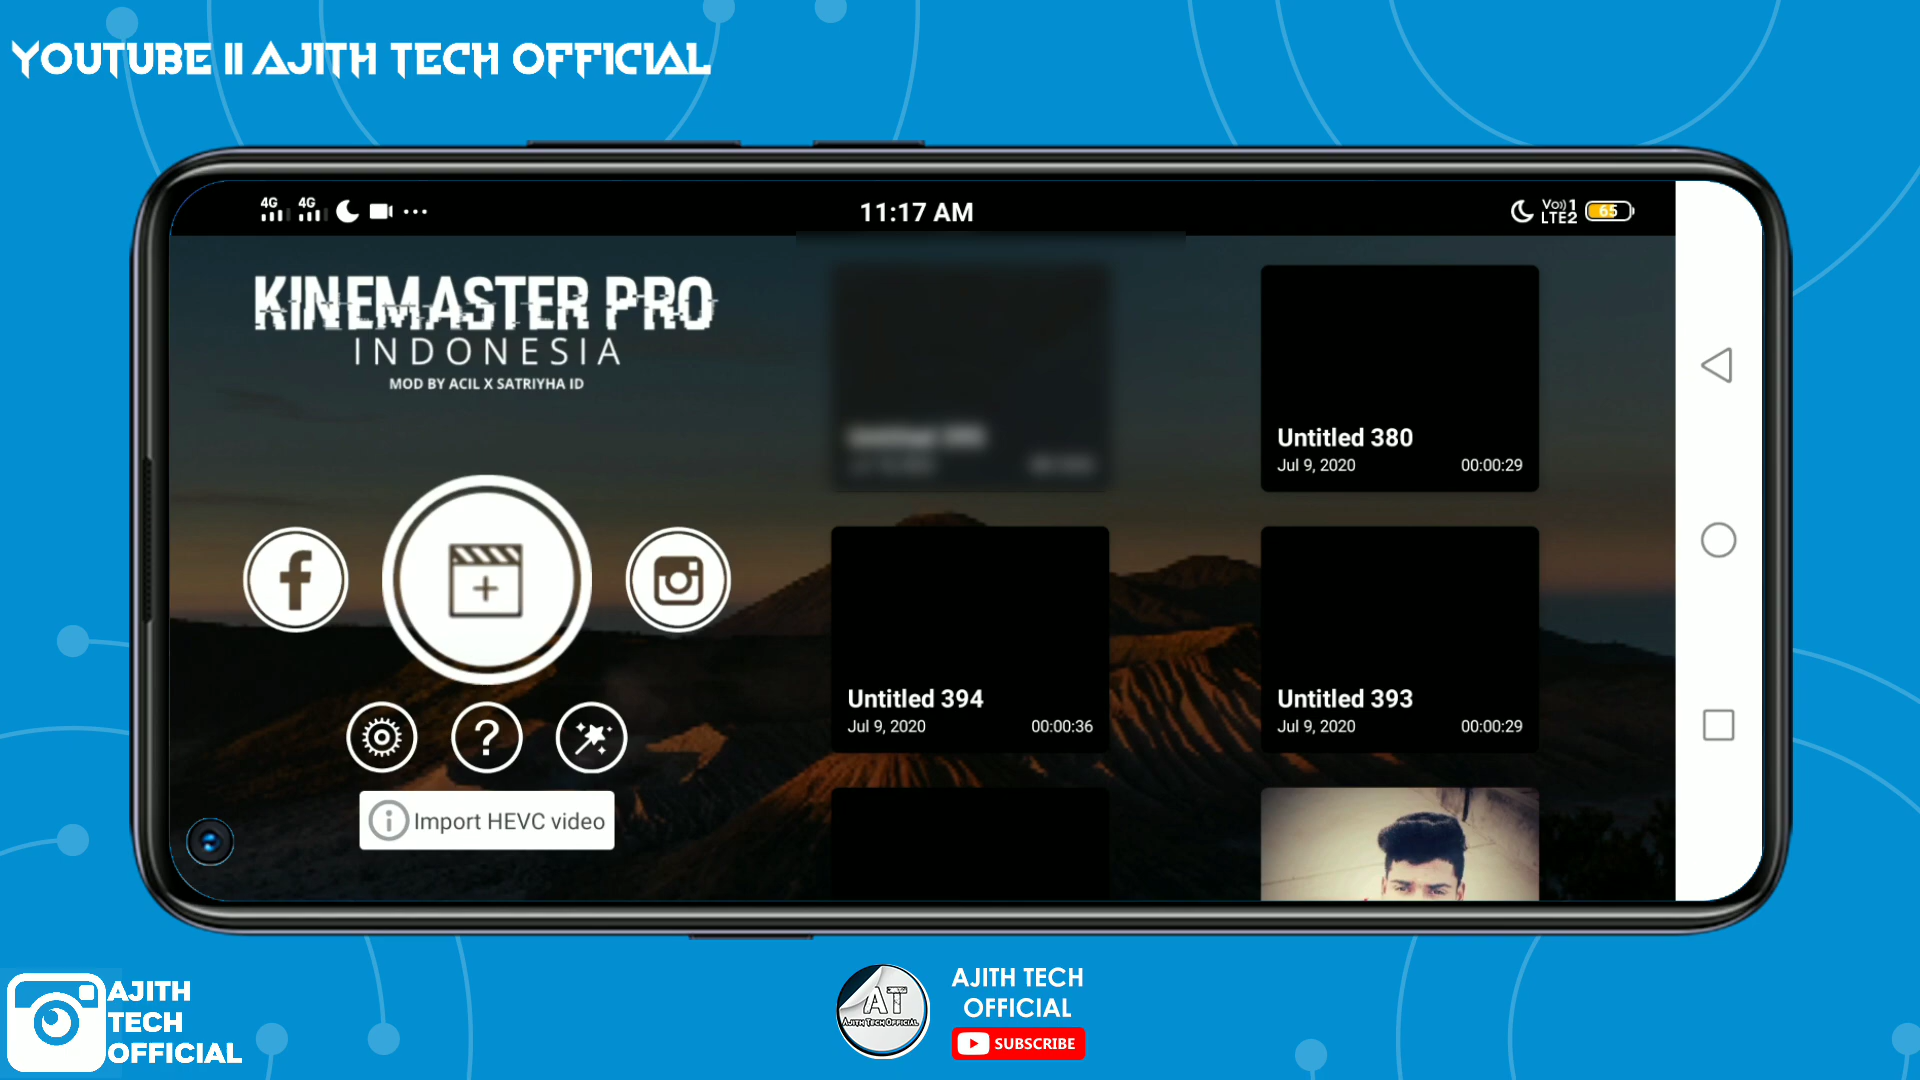 YOUTUBE II AJITH TECH OFFICIAL
4G 4G
11:17 AM
Vo)) 1
LTE2
65
KINEMASTER PRO
INDONESIA
MOD BY ACIL X SATRIYHA ID
Untitled 380
Jul 9, 2020 00:00:29
Untitled 394
Jul 9, 2020 00:00:36
Untitled 393
Jul 9, 2020 00:00:29
Import HEVC video
AJITH
TECH
OFFICIAL
AT
AJITH TECH OFFICIAL
AJITH TECH
OFFICIAL
SUBSCRIBE